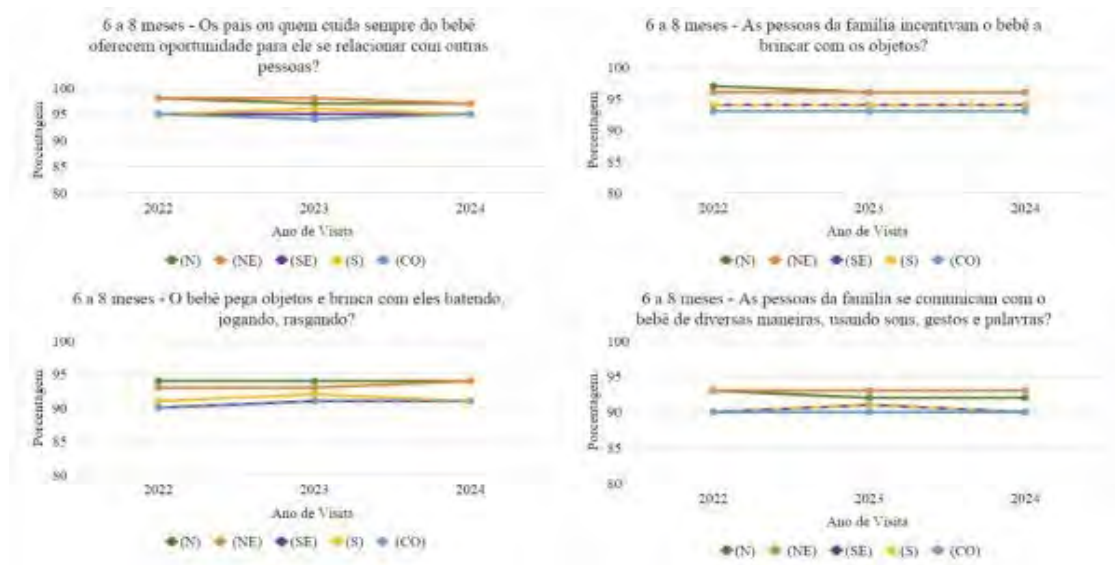 6 a 8 meses - Os pais ou quem cuida sempre do bebê
oferecem oportunidade para ele se relacionar com outras
pessoas?
100
95
90
85
80
Porcentagem
2022 2023 2024
Ano de Visita
(N) (NE) (SE) (S) (CO)
6 a 8 meses - As pessoas da família incentivam o bebê a
brincar com os objetos?
100
95
90
85
80
Porcentagem
2022 2023 2024
Ano de Visita
(N) (NE) (SE) (S) (CO)
6 a 8 meses - O bebê pega objetos e brinca com eles batendo,
jogando, rasgando?
100
95
90
85
80
Porcentagem
2022 2023 2024
Ano de Visita
(N) (NE) (SE) (S) (CO)
6 a 8 meses - As pessoas da família se comunicam com o
bebê de diversas maneiras, usando sons, gestos e palavras?
100
95
90
85
80
Porcentagem
2022 2023 2024
Ano de Visita
(N) (NE) (SE) (S) (CO)